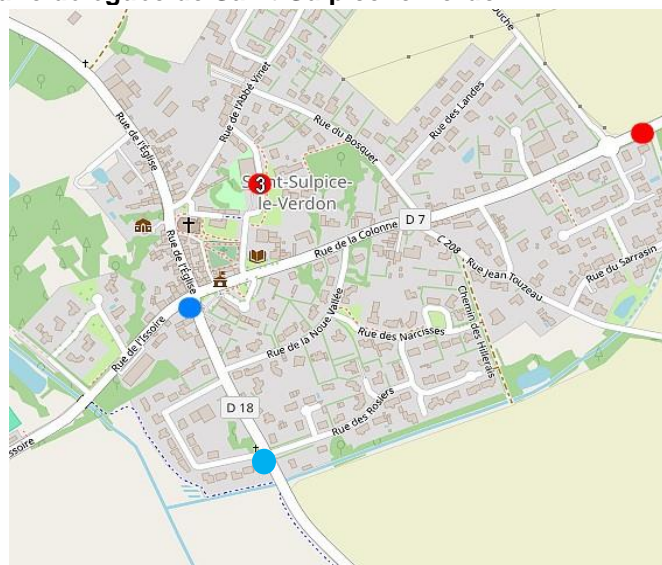 Rue de l'Église
Rue de l'Abbé Vinet
Rue du Bosquet
Rue des Landes
3
Saint-Sulpice-
le-Verdon
D 7
Rue de la Colonne
C 208
Rue Jean Touzeau
Rue du Sarrasin
Rue de l'Église
Rue de l'Issoire
Rue de la Noue Vallée
Rue des Narcisses
Chemin des Hillerais
D 18
Rue des Rosiers